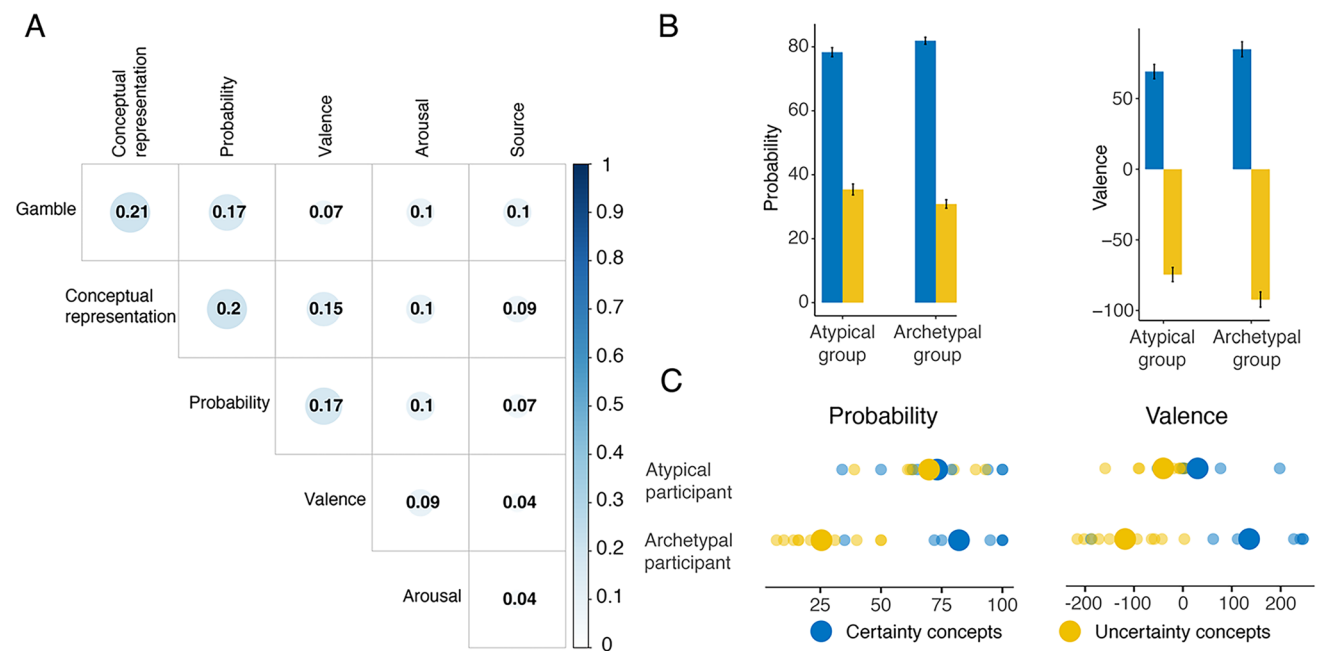 A
Conceptual
representation
Probability
Valence
Arousal
Source
Gamble
0.21
0.17
0.07
0.1
0.1
Conceptual
representation
0.2
0.15
0.1
0.09
Probability
0.17
0.1
0.07
Valence
0.09
0.04
Arousal
0.04
1
0.9
0.8
0.7
0.6
0.5
0.4
0.3
0.2
0.1
0
B
Probability
80
60
40
20
0
Atypical
group
Archetypal
group
Valence
50
0
−50
−100
Atypical
group
Archetypal
group
C
Probability
Valence
Atypical
participant
Archetypal
participant
25 50 75 100
-200 -100 0 100 200
Certainty concepts
Uncertainty concepts